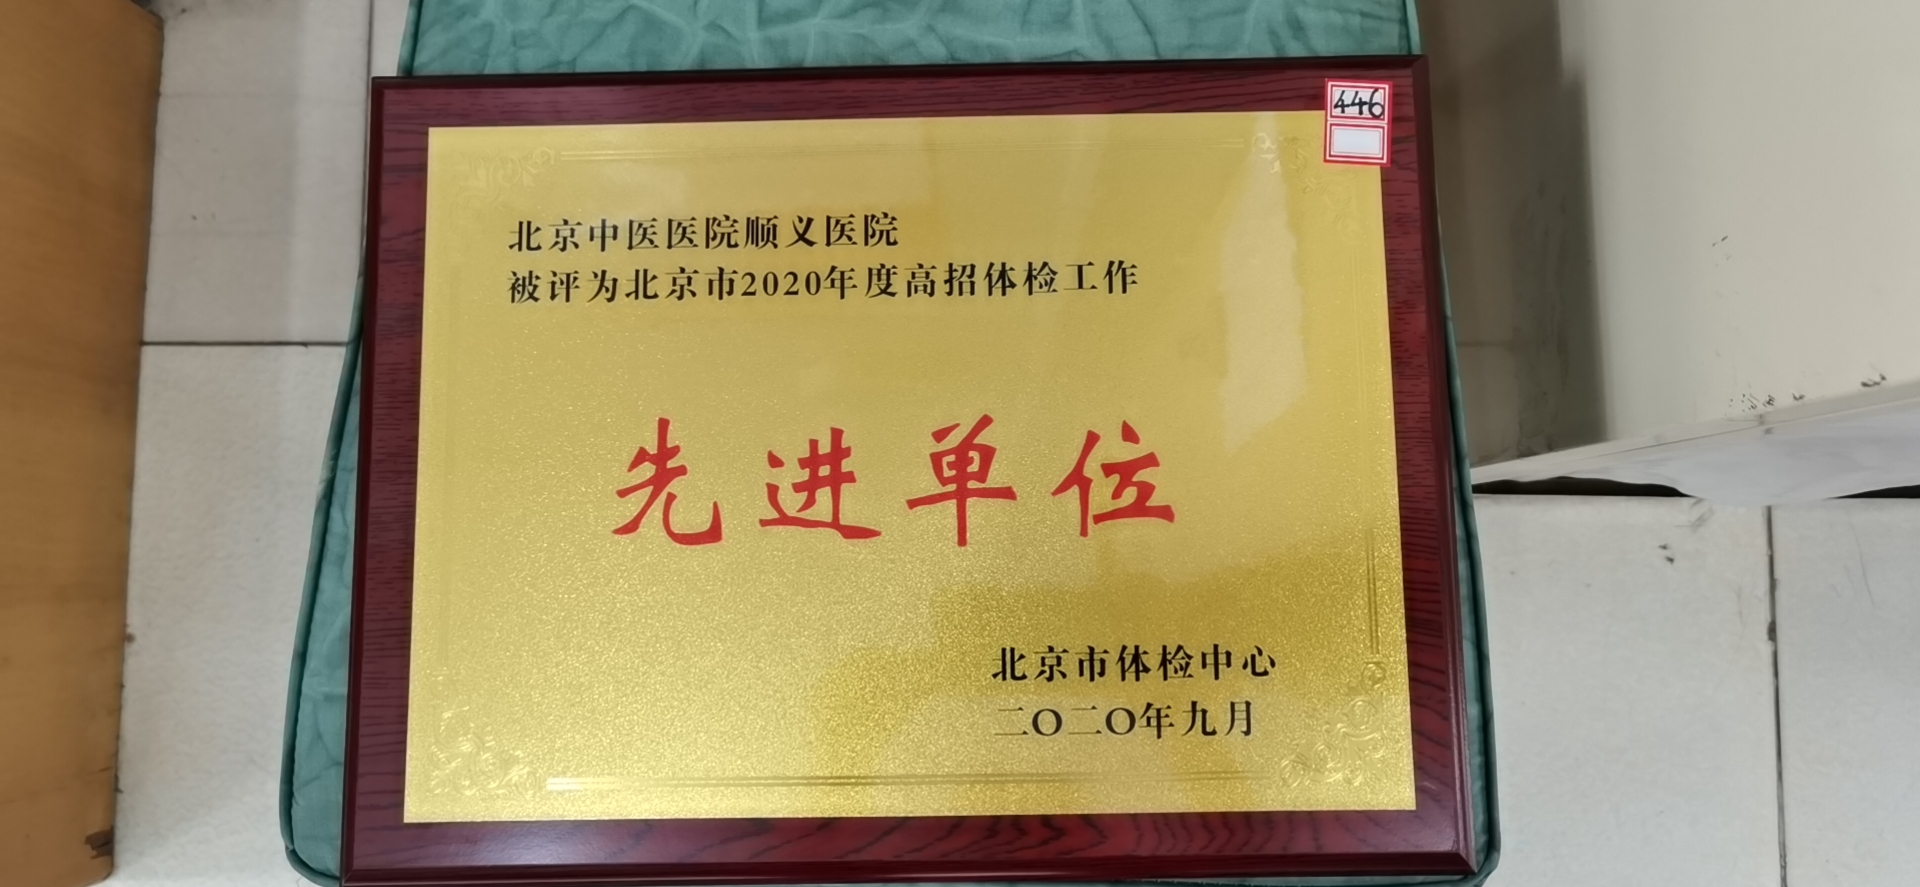 446
北京中医医院顺义医院
被评为北京市2020年度高招体检工作
先进单位
北京市体检中心
二〇二〇年九月